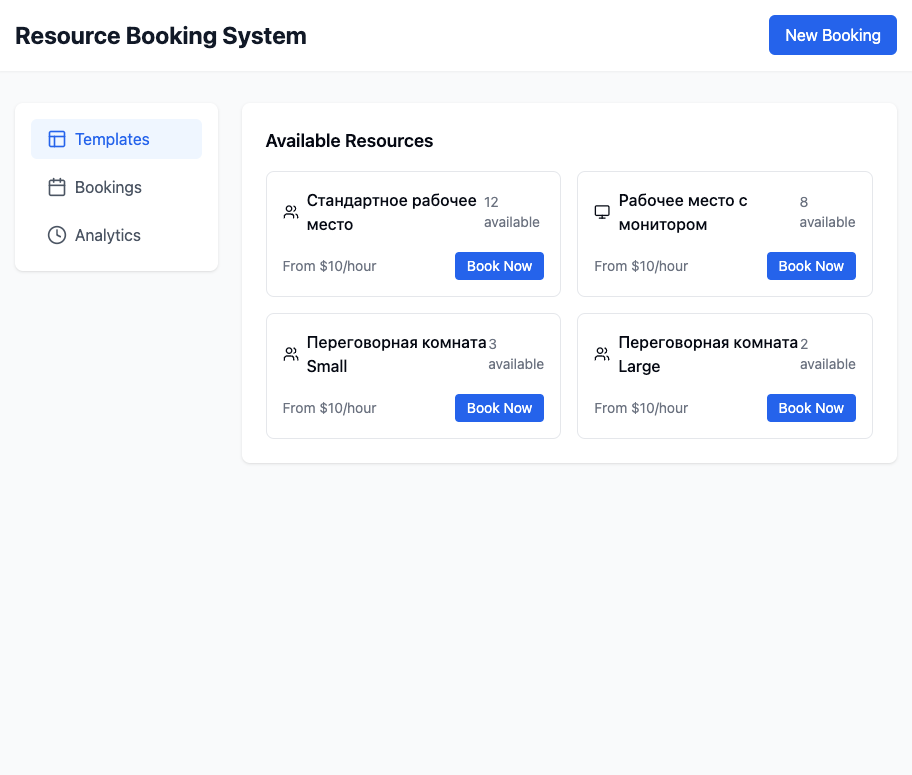 Resource Booking System
New Booking
Templates
Bookings
Analytics
Available Resources
Стандартное рабочее
место
12
available
From $10/hour
Book Now
Рабочее место с
монитором
8
available
From $10/hour
Book Now
Переговорная комната
Small
3
available
From $10/hour
Book Now
Переговорная комната
Large
2
available
From $10/hour
Book Now